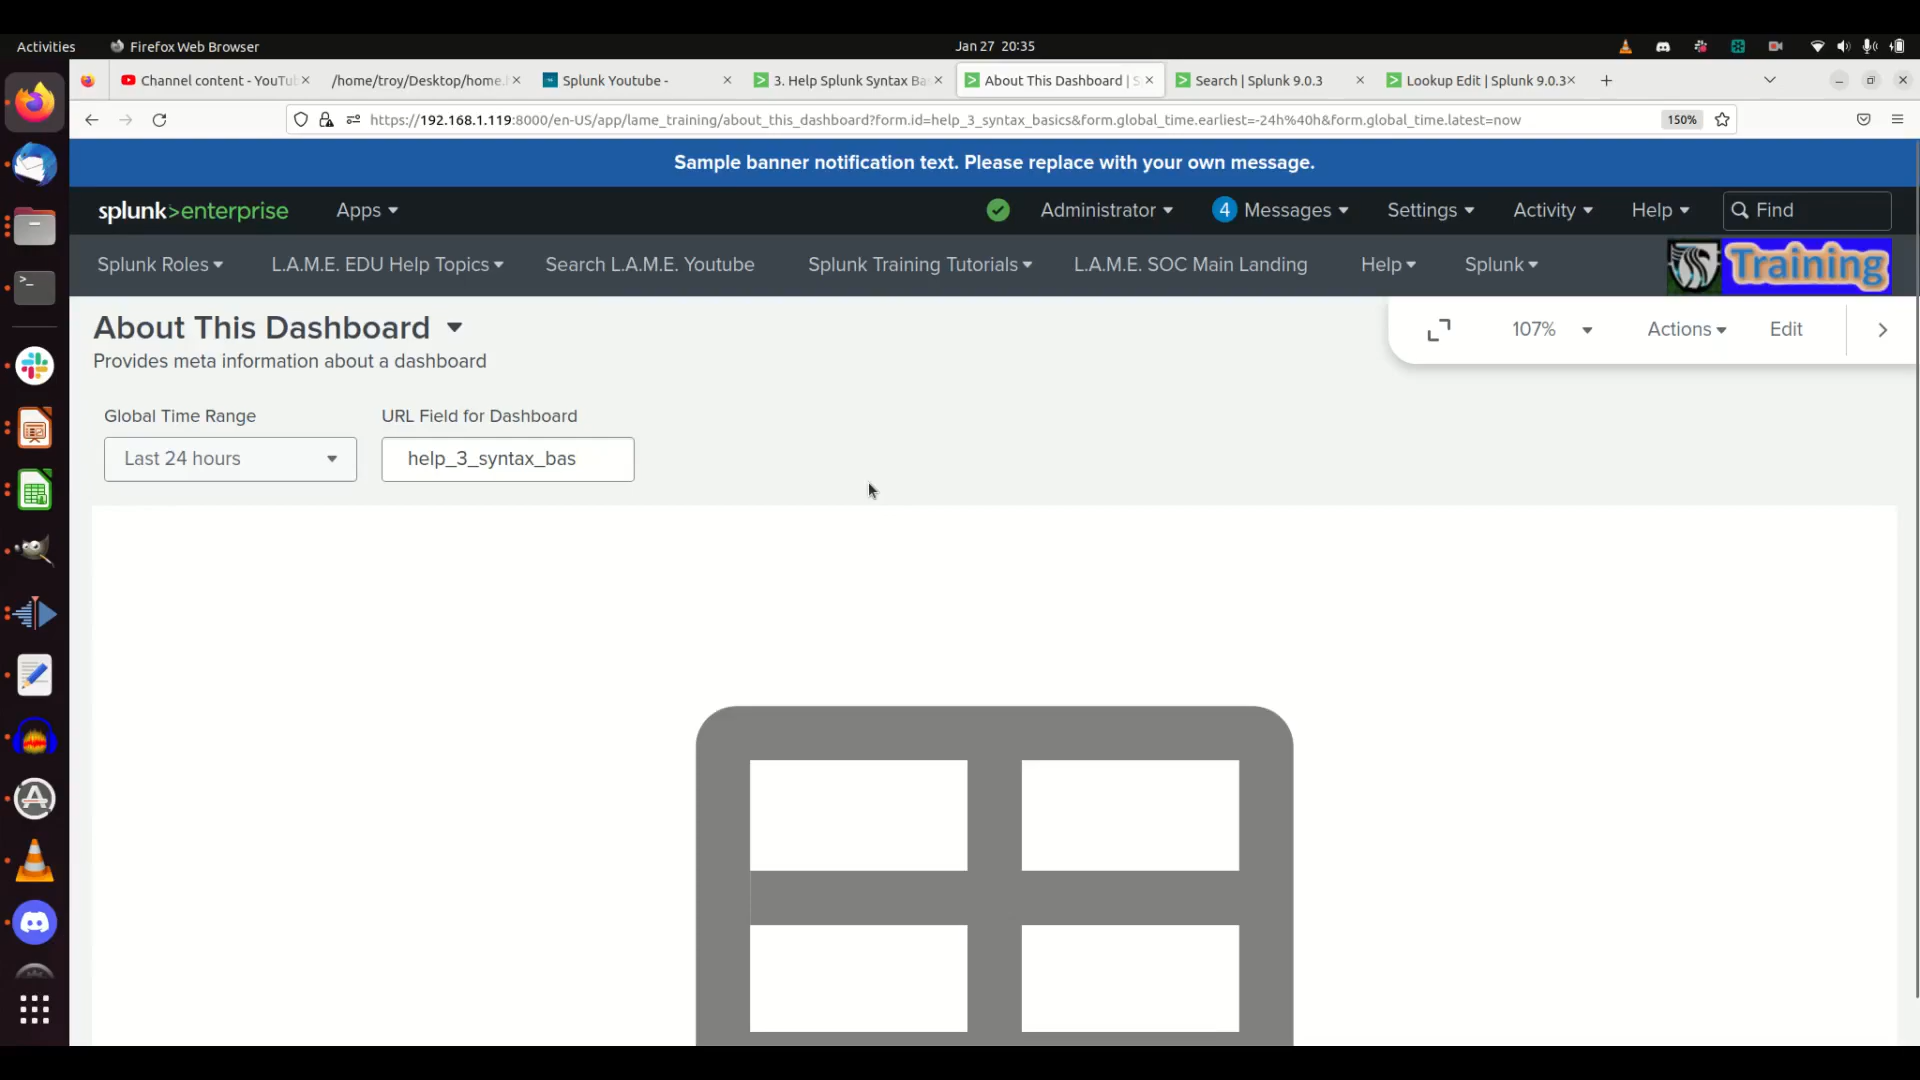 Activities Firefox Web Browser Jan 27 20:35
Channel content - YouTu /home/troy/Desktop/home. Splunk Youtube - 3. Help Splunk Syntax Ba About This Dashboard | S Search | Splunk 9.0.3 Lookup Edit | Splunk 9.0.3
https://192.168.1.119:8000/en-US/app/lame_training/about_this_dashboard?form.id=help_3_syntax_basics&form.global_time.earliest=-24h%40h&form.global_time.latest=now 150%
Sample banner notification text. Please replace with your own message.
splunk>enterprise Apps Administrator 4 Messages Settings Activity Help Find
Splunk Roles L.A.M.E. EDU Help Topics Search L.A.M.E. Youtube Splunk Training Tutorials L.A.M.E. SOC Main Landing Help Splunk Training
About This Dashboard 107% Actions Edit
Provides meta information about a dashboard
Global Time Range URL Field for Dashboard
Last 24 hours help_3_syntax_bas